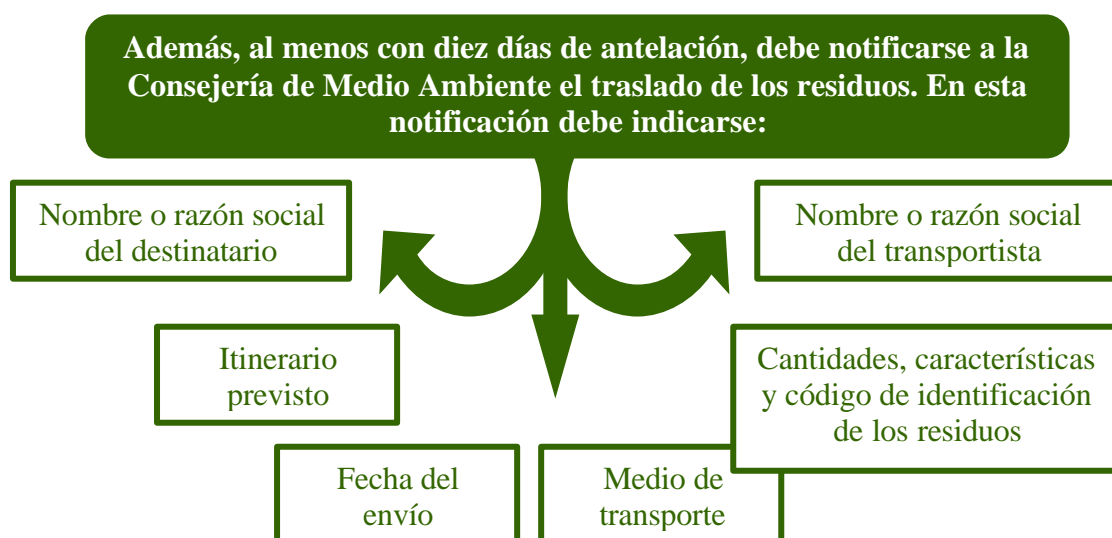 Además, al menos con diez días de antelación, debe notificarse a la
Consejería de Medio Ambiente el traslado de los residuos. En esta
notificación debe indicarse:
Nombre o razón social
del destinatario
Nombre o razón social
del transportista
Itinerario
previsto
Cantidades, características
y código de identificación
de los residuos
Fecha del
envío
Medio de
transporte